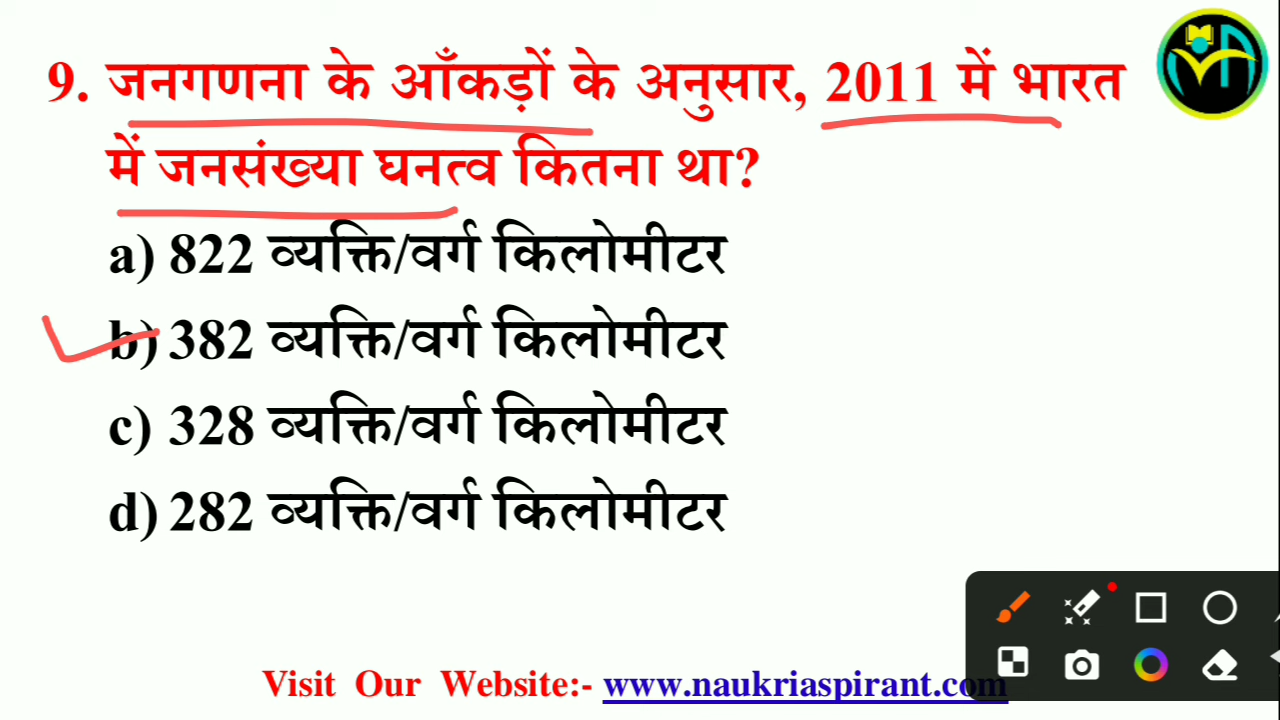 9. जनगणना के आँकड़ों के अनुसार, 2011 में भारत
में जनसंख्या घनत्व कितना था?
a) 822 व्यक्ति/वर्ग किलोमीटर
b) 382 व्यक्ति/वर्ग किलोमीटर
c) 328 व्यक्ति/वर्ग किलोमीटर
d) 282 व्यक्ति/वर्ग किलोमीटर
Visit Our Website:- www.naukriaspirant.com